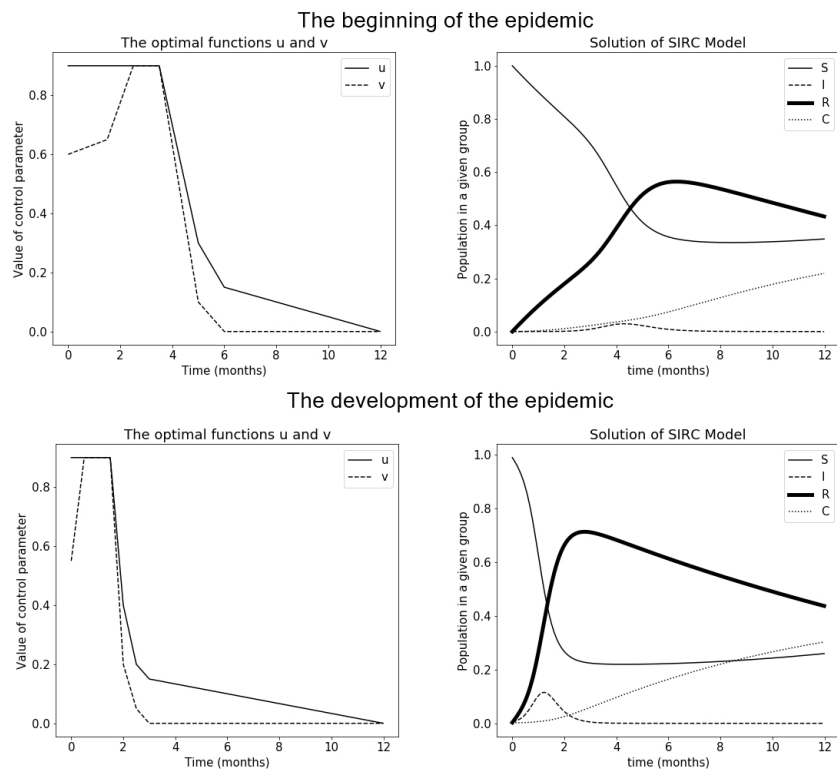 The beginning of the epidemic
The optimal functions u and v
Value of control parameter
0.8
0.6
0.4
0.2
0.0
0 2 4 6 8 10 12
Time (months)
u
v
Solution of SIRC Model
Population in a given group
1.0
0.8
0.6
0.4
0.2
0.0
0 2 4 6 8 10 12
time (months)
S
I
R
C
The development of the epidemic
The optimal functions u and v
Value of control parameter
0.8
0.6
0.4
0.2
0.0
0 2 4 6 8 10 12
Time (months)
u
v
Solution of SIRC Model
Population in a given group
1.0
0.8
0.6
0.4
0.2
0.0
0 2 4 6 8 10 12
time (months)
S
I
R
C